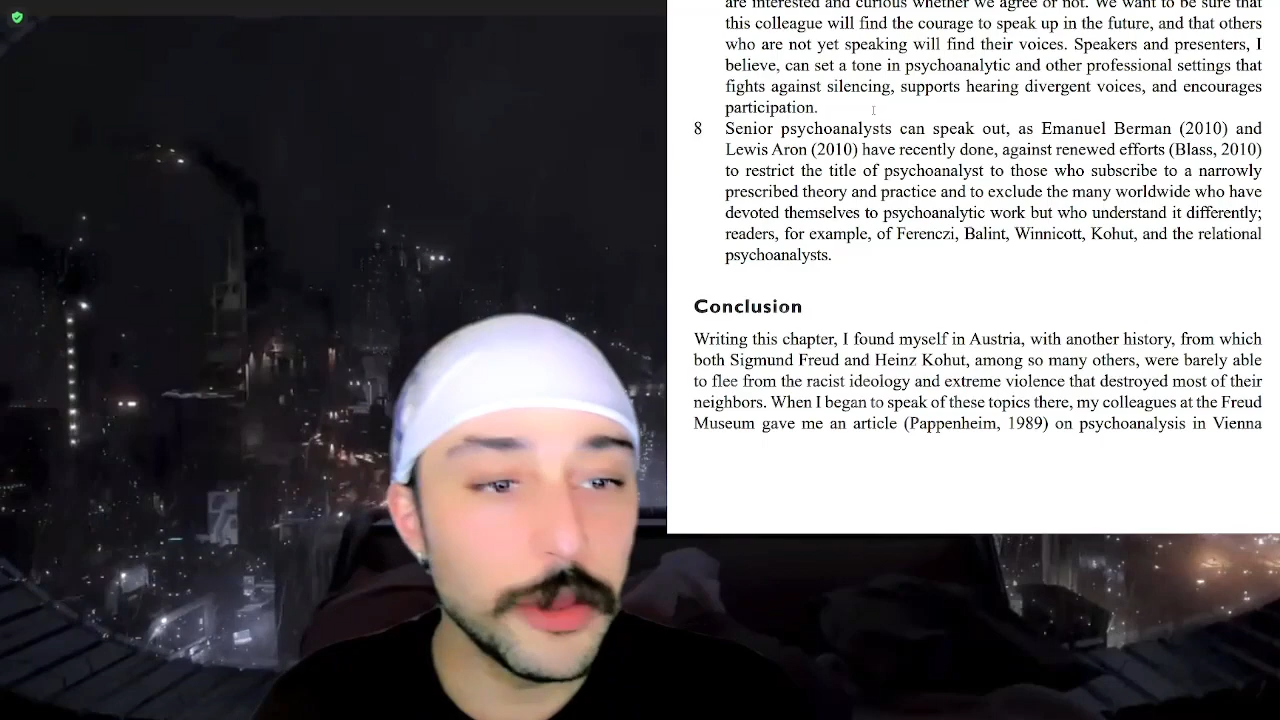 are interested and curious whether we agree or not. We want to be sure that
this colleague will find the courage to speak up in the future, and that others
who are not yet speaking will find their voices. Speakers and presenters, I
believe, can set a tone in psychoanalytic and other professional settings that
fights against silencing, supports hearing divergent voices, and encourages
participation.
8 Senior psychoanalysts can speak out, as Emanuel Berman (2010) and
Lewis Aron (2010) have recently done, against renewed efforts (Blass, 2010)
to restrict the title of psychoanalyst to those who subscribe to a narrowly
prescribed theory and practice and to exclude the many worldwide who have
devoted themselves to psychoanalytic work but who understand it differently;
readers, for example, of Ferenczi, Balint, Winnicott, Kohut, and the relational
psychoanalysts.
Conclusion
Writing this chapter, I found myself in Austria, with another history, from which
both Sigmund Freud and Heinz Kohut, among so many others, were barely able
to flee from the racist ideology and extreme violence that destroyed most of their
neighbors. When I began to speak of these topics there, my colleagues at the Freud
Museum gave me an article (Pappenheim, 1989) on psychoanalysis in Vienna